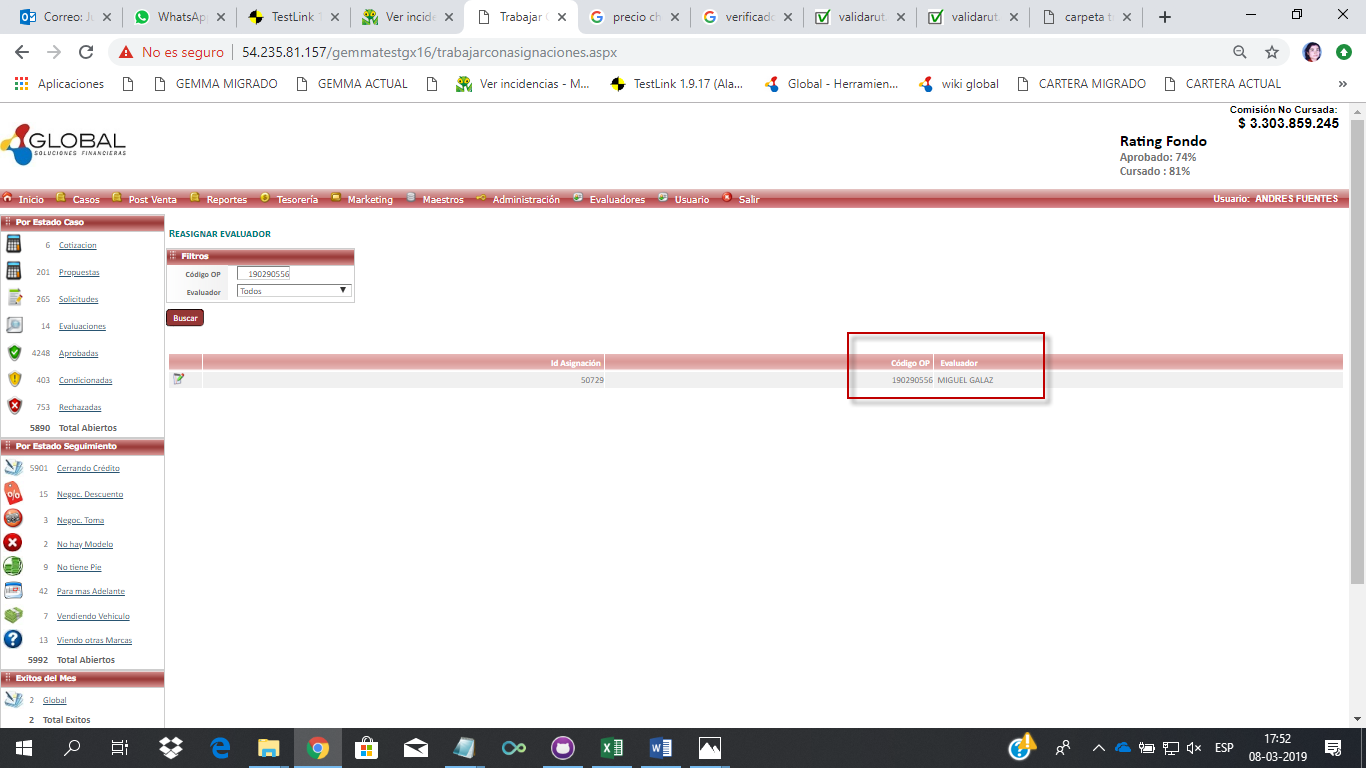 Correo: Ju
WhatsApp
TestLink 1
Ver incide
Trabajar C
precio ch
verificado
validarut.
validarut.
carpeta t
No es seguro | 54.235.81.157/gemmatestgx16/trabajarconasignaciones.aspx
Aplicaciones
GEMMA MIGRADO
GEMMA ACTUAL
Ver incidencias - M...
TestLink 1.9.17 (Ala...
Global - Herramien...
wiki global
CARTERA MIGRADO
CARTERA ACTUAL
»
GLOBAL
SOLUCIONES FINANCIERAS
Comisión No Cursada:
$ 3.303.859.245
Rating Fondo
Aprobado: 74%
Cursado : 81%
Inicio Casos Post Venta Reportes Tesorería Marketing Maestros Administración Evaluadores Usuario Salir Usuario: ANDRES FUENTES
Por Estado Caso
6 Cotizacion
201 Propuestas
265 Solicitudes
14 Evaluaciones
4248 Aprobadas
403 Condicionadas
753 Rechazadas
5890 Total Abiertos
Por Estado Seguimiento
5901 Cerrando Crédito
15 Negoc. Descuento
3 Negoc. Toma
2 No hay Modelo
9 No tiene Pie
42 Para mas Adelante
7 Vendiendo Vehiculo
13 Viendo otras Marcas
5992 Total Abiertos
Exitos del Mes
2 Global
2 Total Exitos
REASIGNAR EVALUADOR
Filtros
Código OP 190290556
Evaluador Todos
Buscar
Id Asignación Código OP Evaluador
50729 190290556 MIGUEL GALAZ
ESP
17:52
08-03-2019